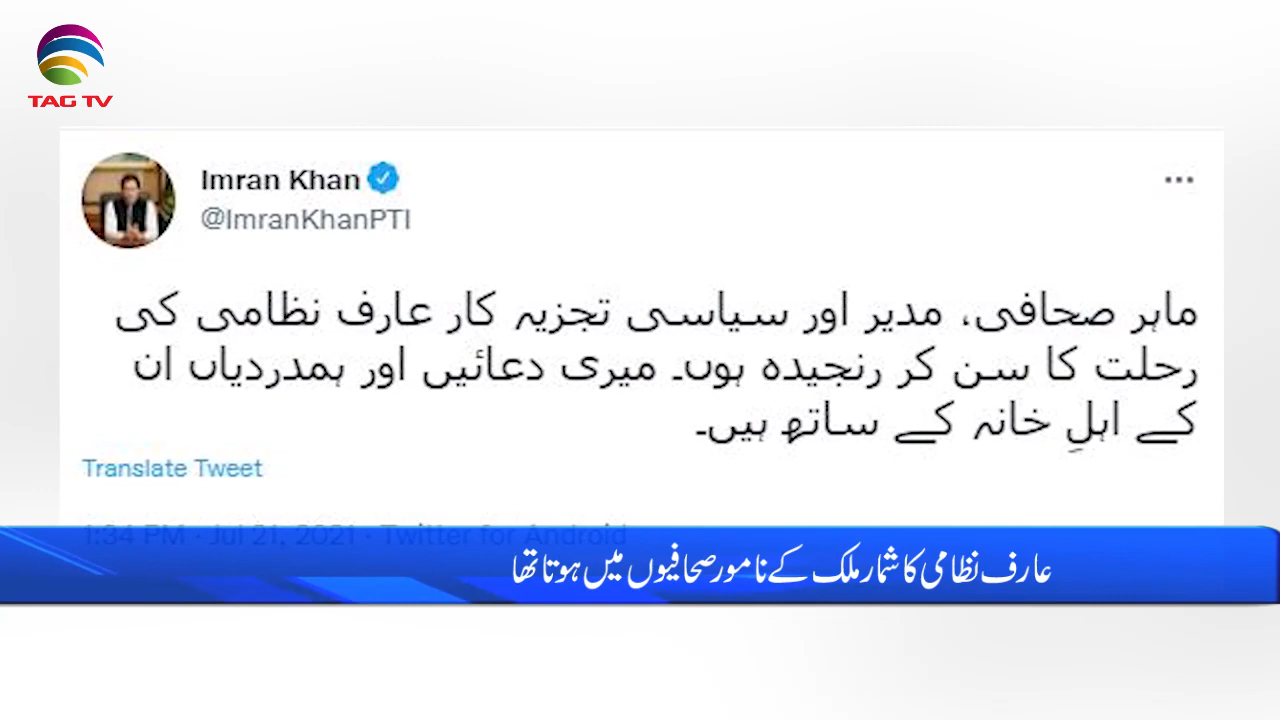 TAG TV
Imran Khan
@ImranKhanPTI
ماہر صحافی، مدیر اور سیاسی تجزیہ کار عارف نظامی کی
رحلت کا سن کر رنجیدہ ہوں۔ میری دعائیں اور ہمدردیاں ان
کے اہلِ خانہ کے ساتھ ہیں۔
Translate Tweet
1:34 PM · Jul 21, 2021 · Twitter for Android
عارف نظامی کا شمار ملک کے نامور صحافیوں میں ہوتا تھا